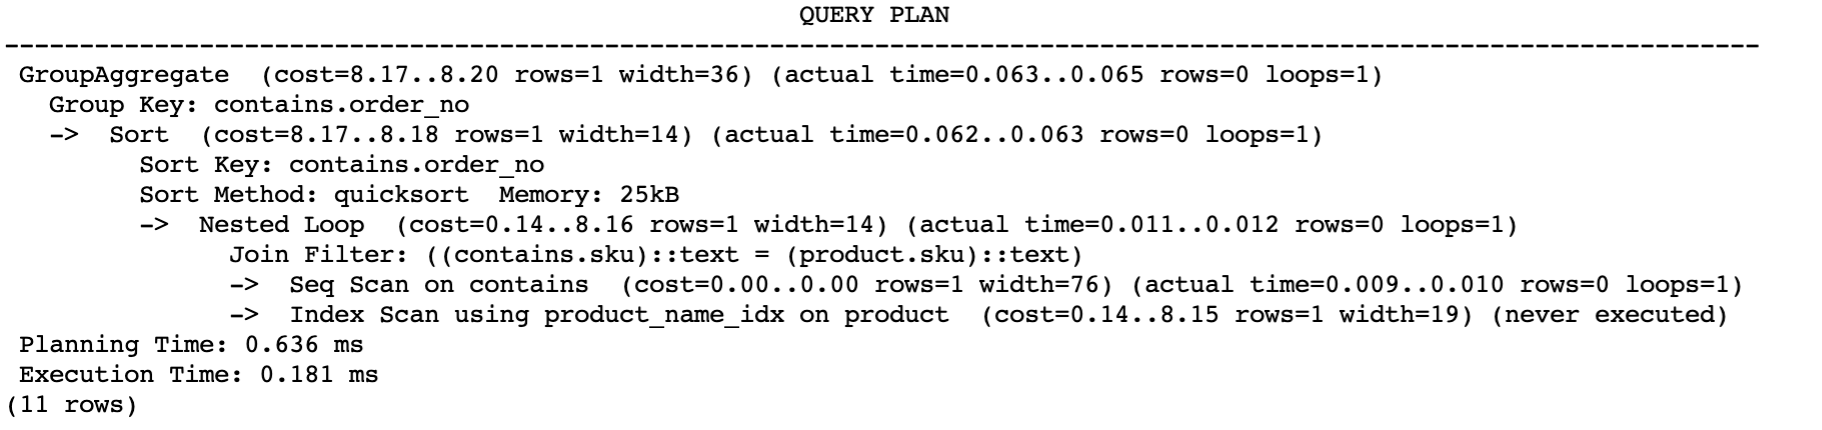 QUERY PLAN
---------------------------------------------------------------------------------------------------------------------
GroupAggregate  (cost=8.17..8.20 rows=1 width=36) (actual time=0.063..0.065 rows=0 loops=1)
  Group Key: contains.order_no
  ->  Sort  (cost=8.17..8.18 rows=1 width=14) (actual time=0.062..0.063 rows=0 loops=1)
        Sort Key: contains.order_no
        Sort Method: quicksort  Memory: 25kB
        ->  Nested Loop  (cost=0.14..8.16 rows=1 width=14) (actual time=0.011..0.012 rows=0 loops=1)
              Join Filter: ((contains.sku)::text = (product.sku)::text)
              ->  Seq Scan on contains  (cost=0.00..0.00 rows=1 width=76) (actual time=0.009..0.010 rows=0 loops=1)
              ->  Index Scan using product_name_idx on product  (cost=0.14..8.15 rows=1 width=19) (never executed)
Planning Time: 0.636 ms
Execution Time: 0.181 ms
(11 rows)